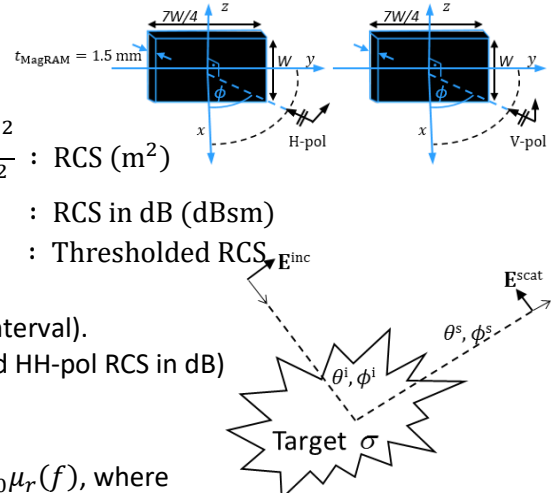 z z
7W/4 7W/4
t_MagRAM = 1.5 mm W y W y
ϕ ϕ
x H-pol x V-pol
2
2 : RCS (m²)
: RCS in dB (dBsm)
: Thresholded RCS
E^inc
E^scat
nterval).
θ^s, ϕ^s
d HH-pol RCS in dB)
θ^i, ϕ^i
Target σ
₀μ_r(f), where